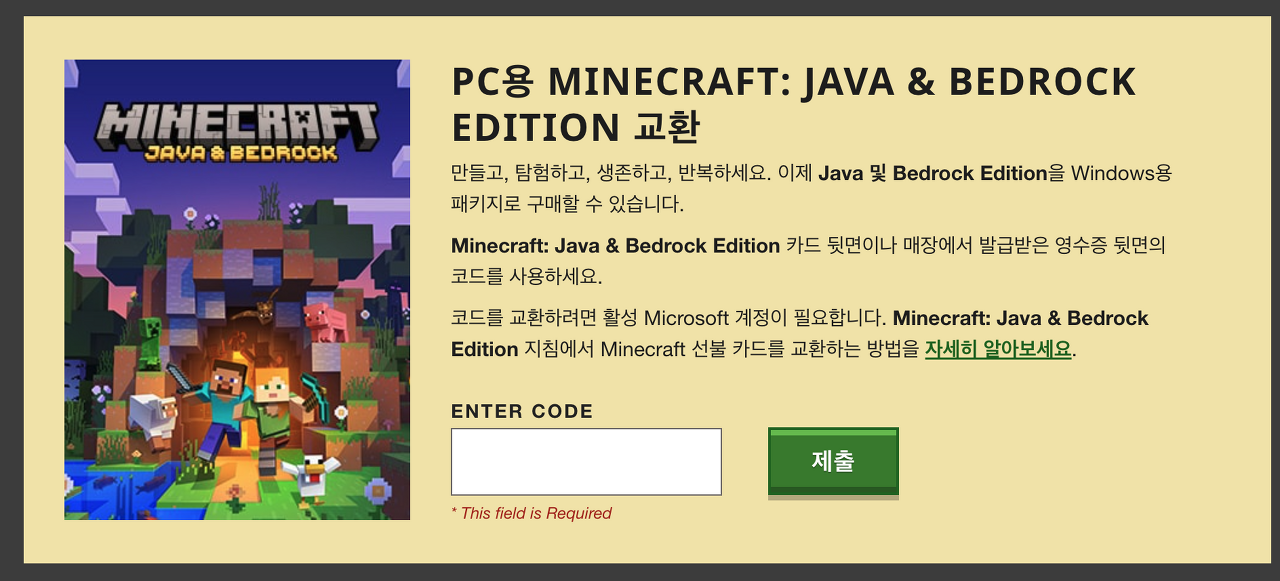 MINECRAFT
JAVA & BEDROCK
PC용 MINECRAFT: JAVA & BEDROCK
EDITION 교환
만들고, 탐험하고, 생존하고, 반복하세요. 이제 Java 및 Bedrock Edition을 Windows용
패키지로 구매할 수 있습니다.
Minecraft: Java & Bedrock Edition 카드 뒷면이나 매장에서 발급받은 영수증 뒷면의
코드를 사용하세요.
코드를 교환하려면 활성 Microsoft 계정이 필요합니다. Minecraft: Java & Bedrock
Edition 지침에서 Minecraft 선불 카드를 교환하는 방법을 자세히 알아보세요.
ENTER CODE
제출
* This field is Required